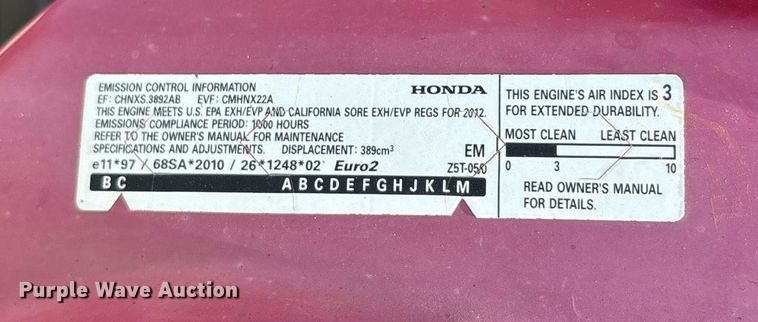 EMISSION CONTROL INFORMATION HONDA
EF: CHNXS.3892AB EVF: CMHNX22A
THIS ENGINE MEETS U.S. EPA EXH/EVP AND CALIFORNIA SORE EXH/EVP REGS FOR 2012.
EMISSIONS COMPLIANCE PERIOD: 1000 HOURS
REFER TO THE OWNER'S MANUAL FOR MAINTENANCE
SPECIFICATIONS AND ADJUSTMENTS. DISPLACEMENT: 389cm³ EM
e11*97 / 68SA*2010 / 26*1248*02 Euro2 Z5T-050
B C A B C D E F G H J K L M
THIS ENGINE'S AIR INDEX IS 3
FOR EXTENDED DURABILITY.
MOST CLEAN LEAST CLEAN
0 3 10
READ OWNER'S MANUAL
FOR DETAILS.
Purple Wave Auction